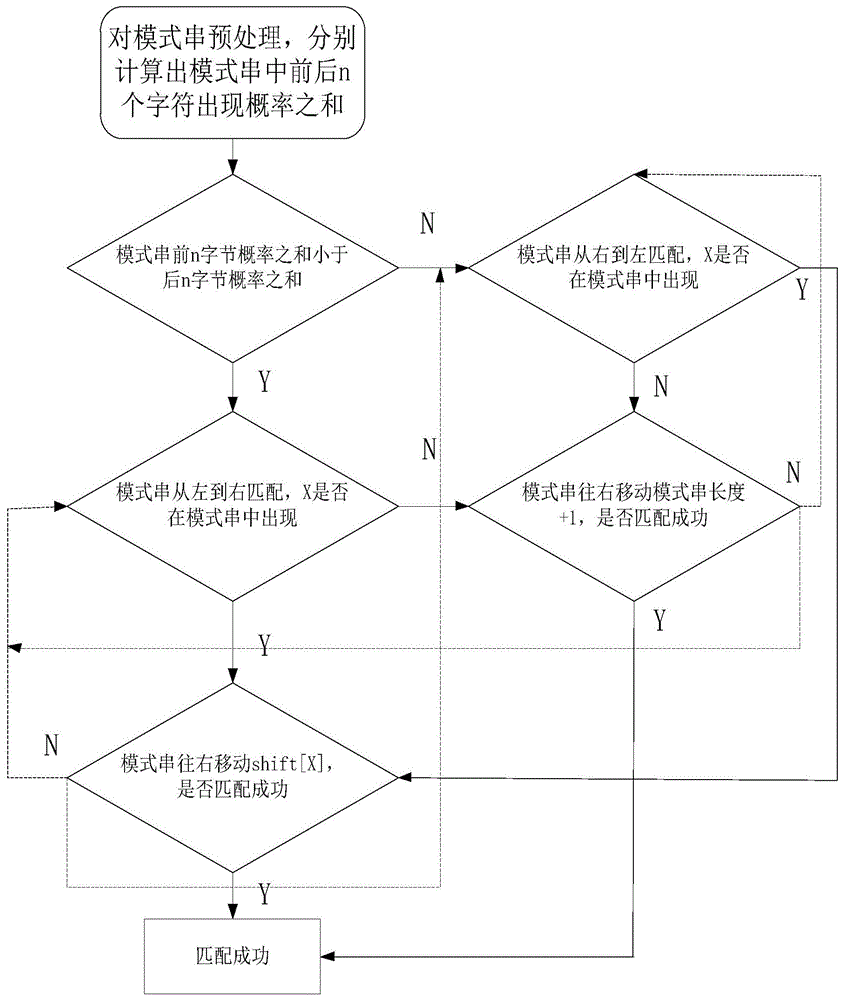 对模式串预处理，分别
计算出模式串中前后n
个字符出现概率之和
N
模式串前n字节概率之和小于
后n字节概率之和
模式串从右到左匹配，X是否
在模式串中出现
Y
Y
N
N
N
模式串从左到右匹配，X是否
在模式串中出现
模式串往右移动模式串长度
+1，是否匹配成功
Y
Y
N
模式串往右移动shift[X]，
是否匹配成功
Y
匹配成功